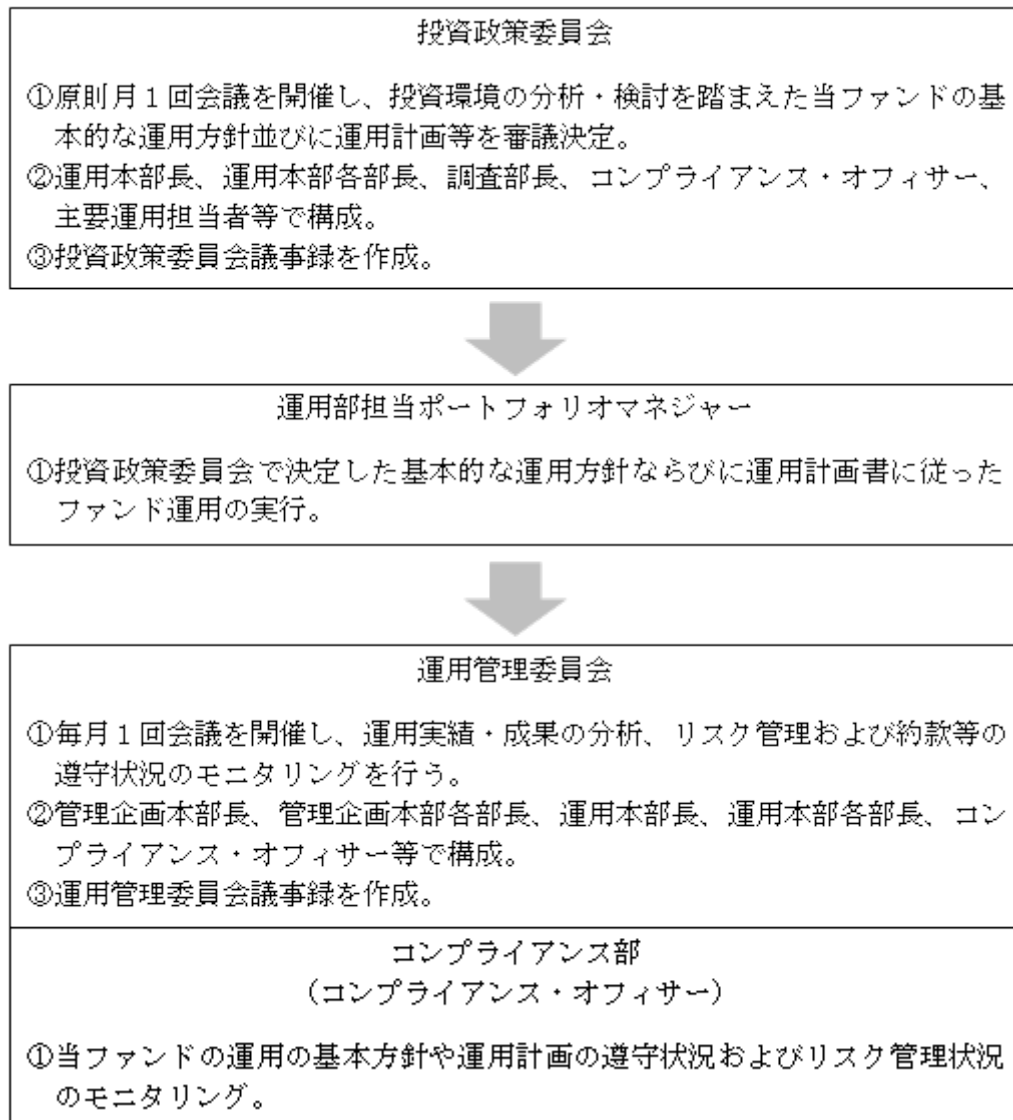 投資政策委員会
①原則月１回会議を開催し、投資環境の分析・検討を踏まえた当ファンドの基
本的な運用方針並びに運用計画等を審議決定。
②運用本部長、運用本部各部長、調査部長、コンプライアンス・オフィサー、
主要運用担当者等で構成。
③投資政策委員会議事録を作成。
運用部担当ポートフォリオマネジャー
①投資政策委員会で決定した基本的な運用方針ならびに運用計画書に従った
ファンド運用の実行。
運用管理委員会
①毎月１回会議を開催し、運用実績・成果の分析、リスク管理および約款等の
遵守状況のモニタリングを行う。
②管理企画本部長、管理企画本部各部長、運用本部長、運用本部各部長、コン
プライアンス・オフィサー等で構成。
③運用管理委員会議事録を作成。
コンプライアンス部
（コンプライアンス・オフィサー）
①当ファンドの運用の基本方針や運用計画の遵守状況およびリスク管理状況
のモニタリング。